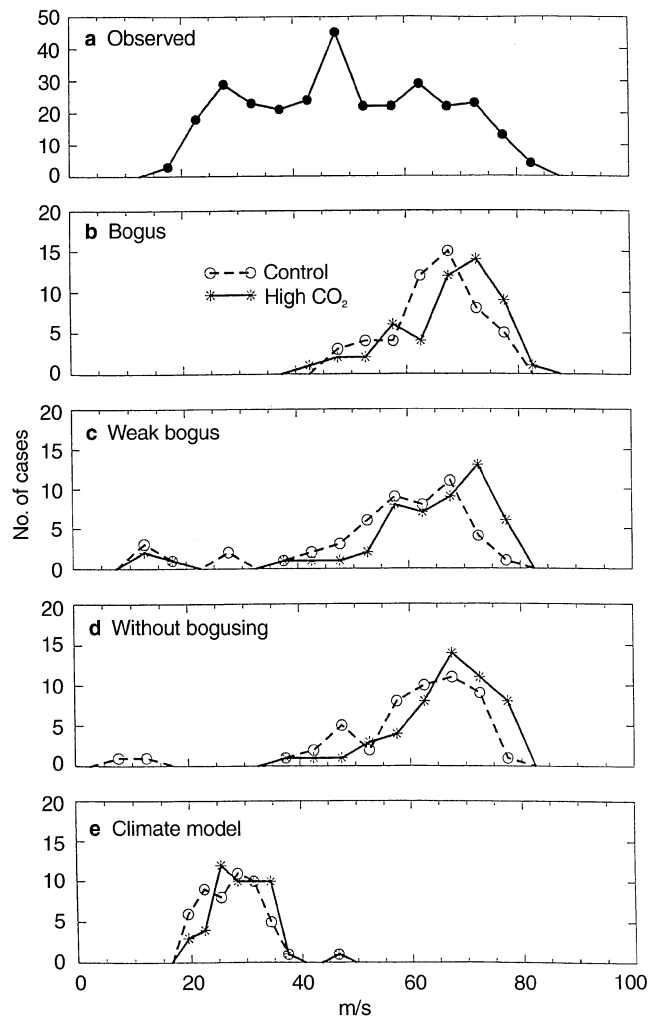 50
a Observed
40
30
20
10
0
20
b Bogus
15
Control
10
High CO₂
5
0
20
c Weak bogus
15
10
5
0
No. of cases
20
d Without bogusing
15
10
5
0
20
e Climate model
15
10
5
0
0 20 40 60 80 100
m/s